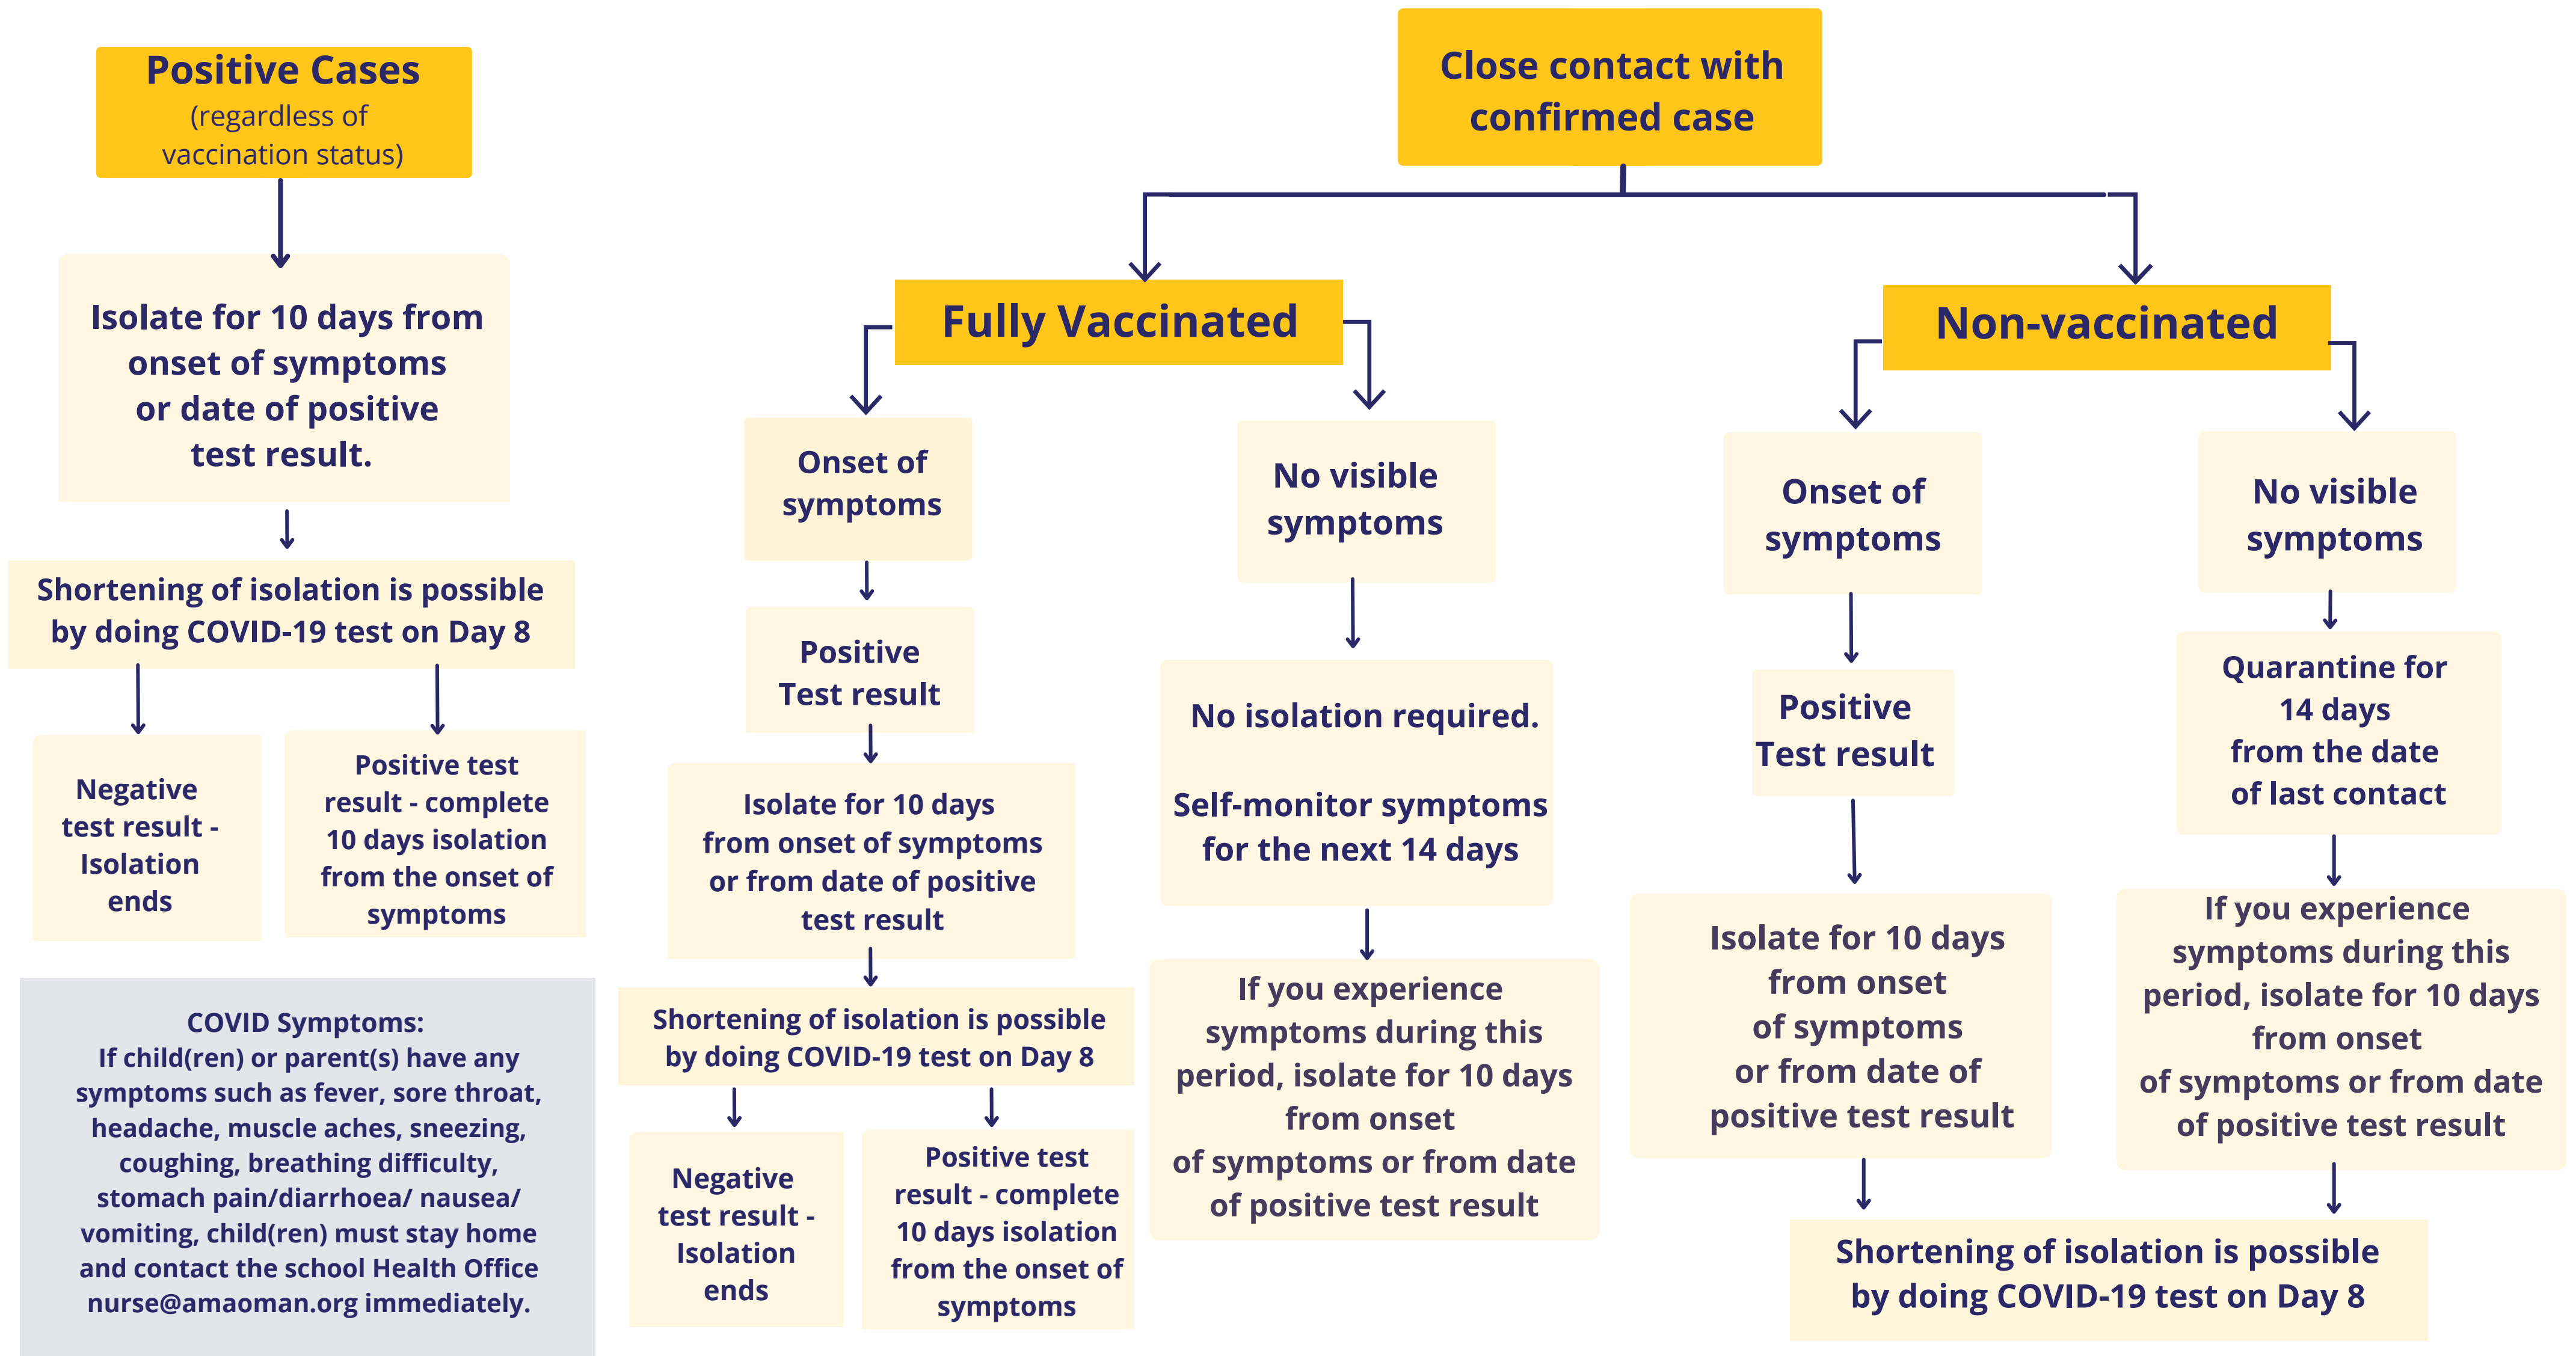 Positive Cases
(regardless of
vaccination status)
Isolate for 10 days from
onset of symptoms
or date of positive
test result.
Shortening of isolation is possible
by doing COVID-19 test on Day 8
Negative
test result -
Isolation
ends
Positive test
result - complete
10 days isolation
from the onset of
symptoms
COVID Symptoms:
If child(ren) or parent(s) have any
symptoms such as fever, sore throat,
headache, muscle aches, sneezing,
coughing, breathing difficulty,
stomach pain/diarrhoea/ nausea/
vomiting, child(ren) must stay home
and contact the school Health Office
nurse@amaoman.org immediately.
Close contact with
confirmed case
Fully Vaccinated
Onset of
symptoms
Positive
Test result
Isolate for 10 days
from onset of symptoms
or from date of positive
test result
Shortening of isolation is possible
by doing COVID-19 test on Day 8
Negative
test result -
Isolation
ends
Positive test
result - complete
10 days isolation
from the onset of
symptoms
No visible
symptoms
No isolation required.
Self-monitor symptoms
for the next 14 days
If you experience
symptoms during this
period, isolate for 10 days
from onset
of symptoms or from date
of positive test result
Non-vaccinated
Onset of
symptoms
Positive
Test result
Isolate for 10 days
from onset
of symptoms
or from date of
positive test result
No visible
symptoms
Quarantine for
14 days
from the date
of last contact
If you experience
symptoms during this
period, isolate for 10 days
from onset
of symptoms or from date
of positive test result
Shortening of isolation is possible
by doing COVID-19 test on Day 8